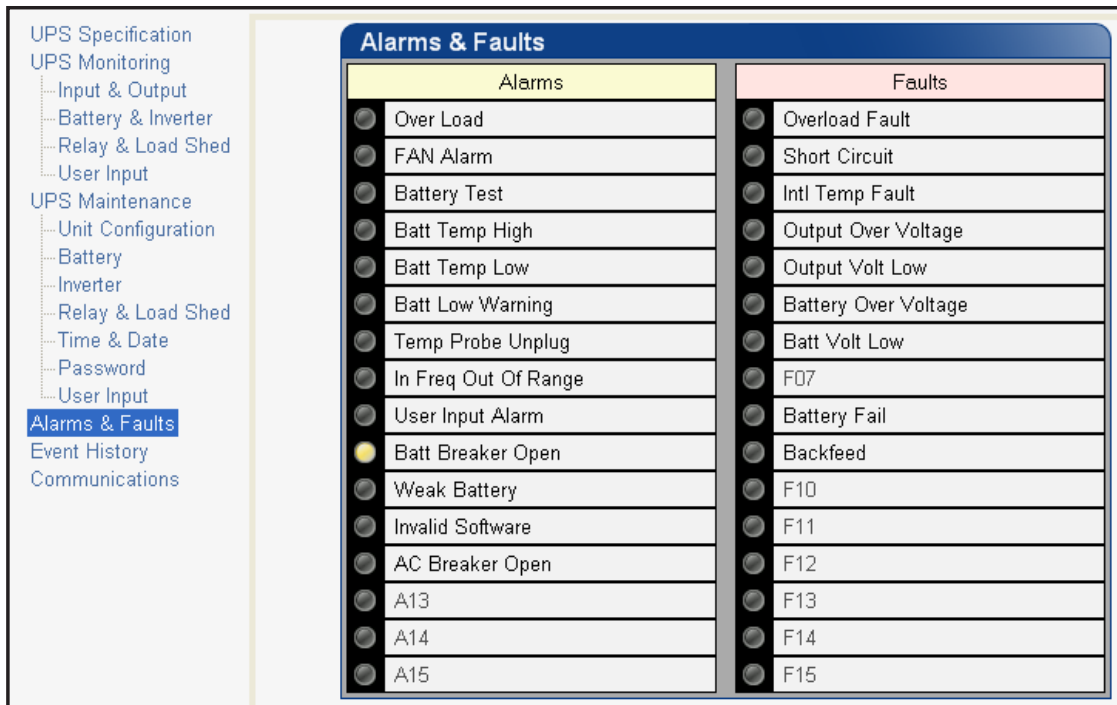 UPS Specification
UPS Monitoring
Input & Output
Battery & Inverter
Relay & Load Shed
User Input
UPS Maintenance
Unit Configuration
Battery
Inverter
Relay & Load Shed
Time & Date
Password
User Input
Alarms & Faults
Event History
Communications
Alarms & Faults
Alarms
Over Load
FAN Alarm
Battery Test
Batt Temp High
Batt Temp Low
Batt Low Warning
Temp Probe Unplug
In Freq Out Of Range
User Input Alarm
Batt Breaker Open
Weak Battery
Invalid Software
AC Breaker Open
A13
A14
A15
Faults
Overload Fault
Short Circuit
Intl Temp Fault
Output Over Voltage
Output Volt Low
Battery Over Voltage
Batt Volt Low
F07
Battery Fail
Backfeed
F10
F11
F12
F13
F14
F15